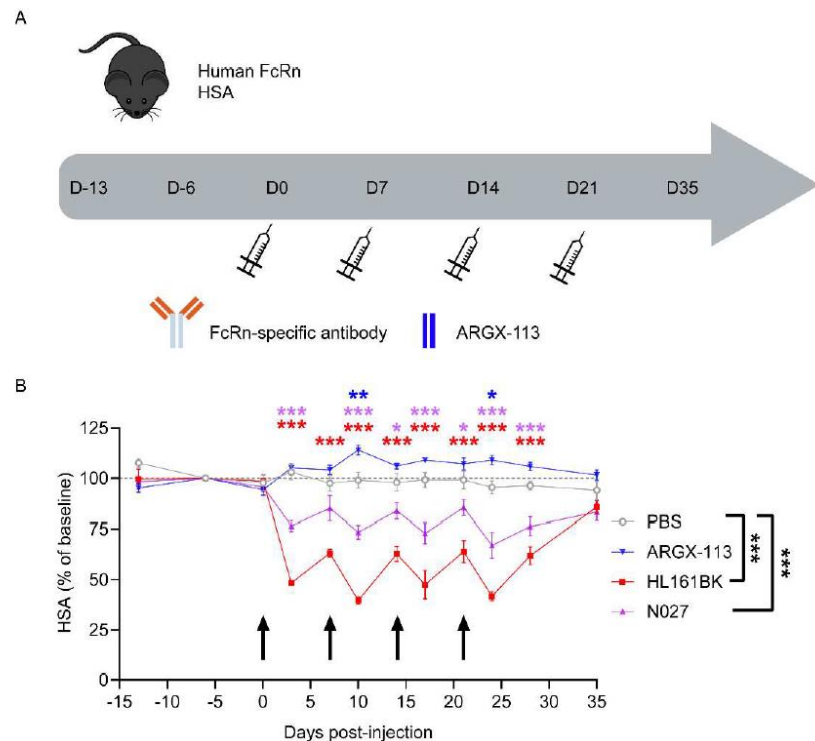 A
Human FcRn
HSA
D-13 D-6 D0 D7 D14 D21 D35
FcRn-specific antibody ARGX-113
B
** *
*** *** *** *** ***
*** *** *** * *** *** * *** ***
125
100
75
50
25
0
HSA (% of baseline)
-15 -10 -5 0 5 10 15 20 25 30 35
Days post-injection
PBS
ARGX-113
HL161BK
N027
***
***